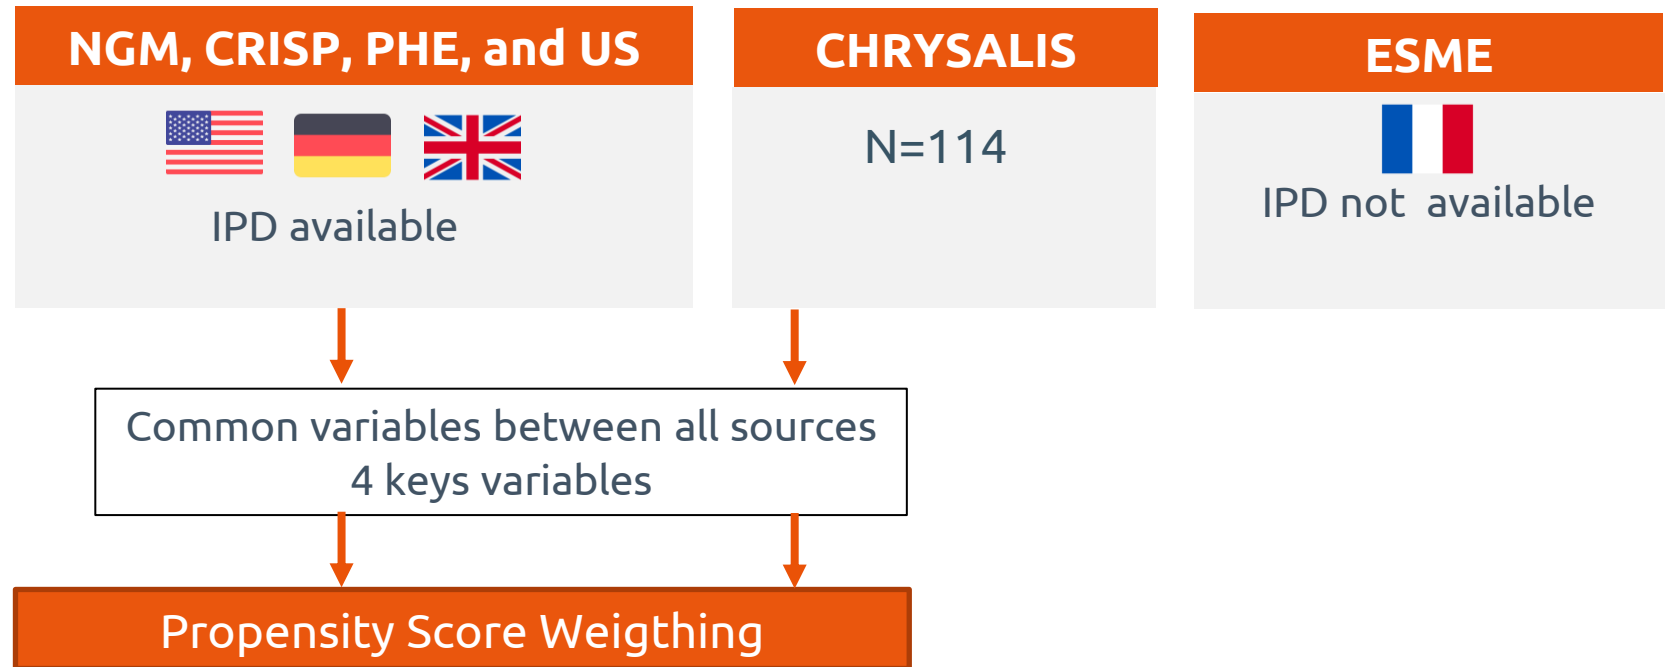 NGM, CRISP, PHE, and US
IPD available
CHRYSALIS
N=114
ESME
IPD not available
Common variables between all sources
4 keys variables
Propensity Score Weigthing